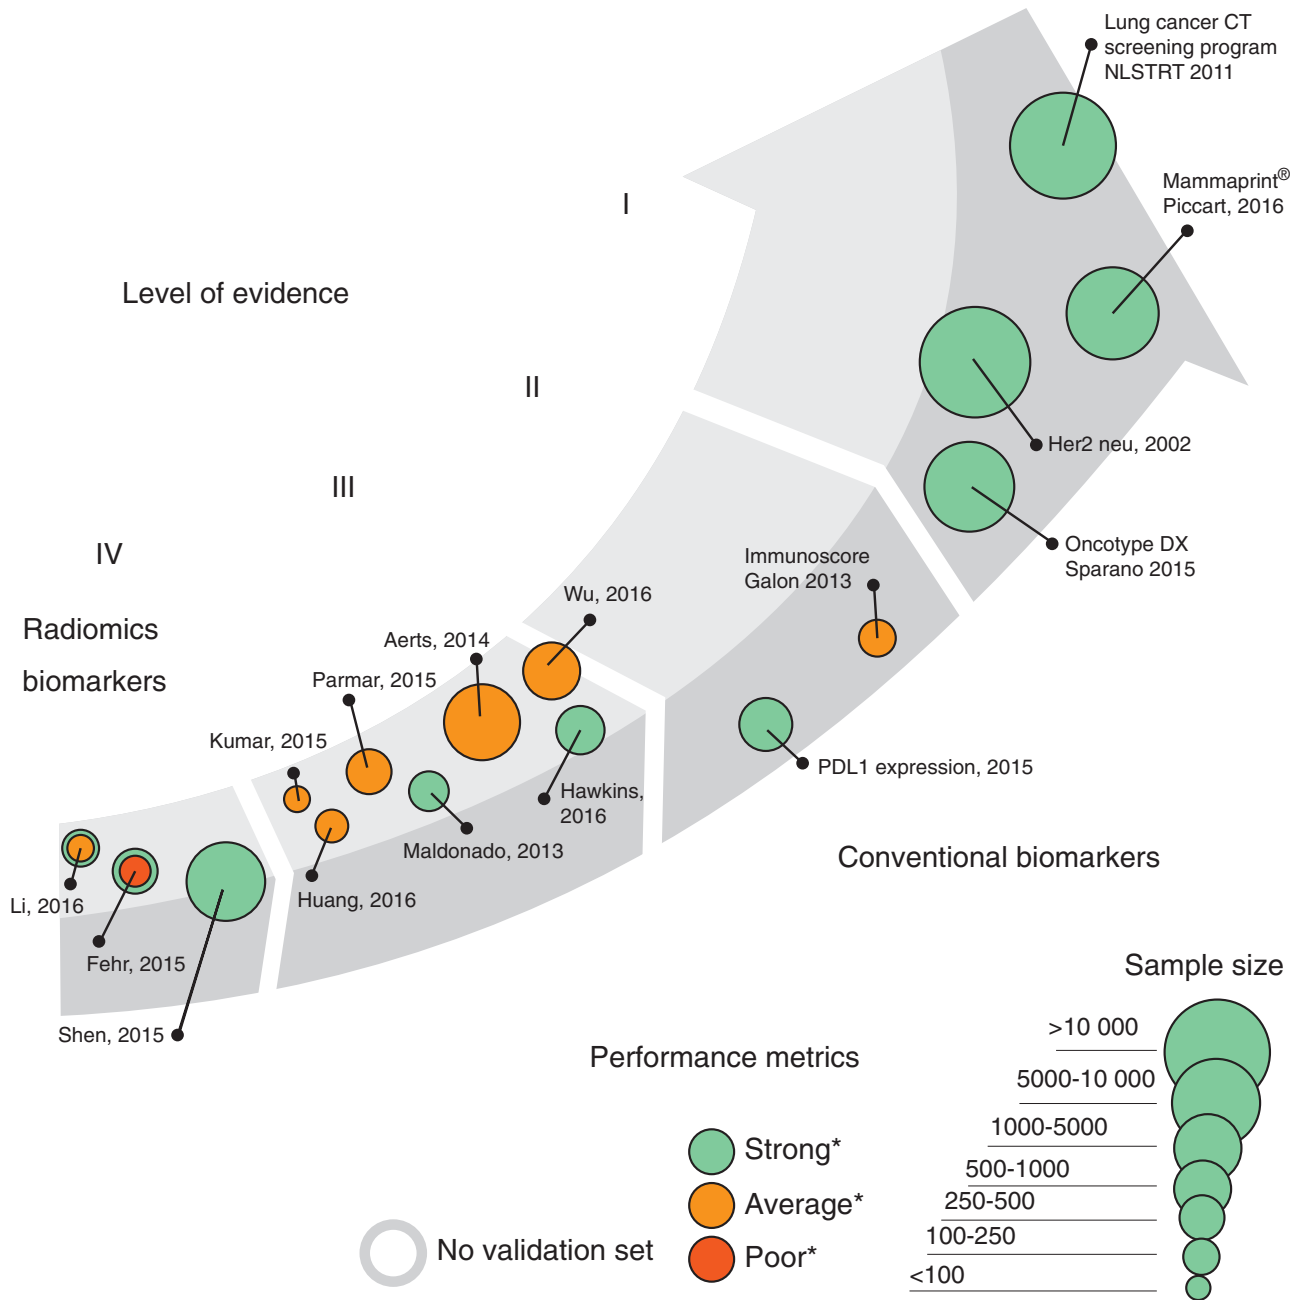 Lung cancer CT
screening program
NLSTRT 2011
Mammaprint®
Piccart, 2016
I
Level of evidence
II
Her2 neu, 2002
III
IV
Oncotype DX
Sparano 2015
Immunoscore
Galon 2013
Wu, 2016
Radiomics
biomarkers
Aerts, 2014
Parmar, 2015
Kumar, 2015
PDL1 expression, 2015
Hawkins,
2016
Maldonado, 2013
Conventional biomarkers
Huang, 2016
Li, 2016
Fehr, 2015
Shen, 2015
Sample size
>10 000
5000-10 000
1000-5000
500-1000
250-500
100-250
<100
Performance metrics
Strong*
Average*
Poor*
No validation set